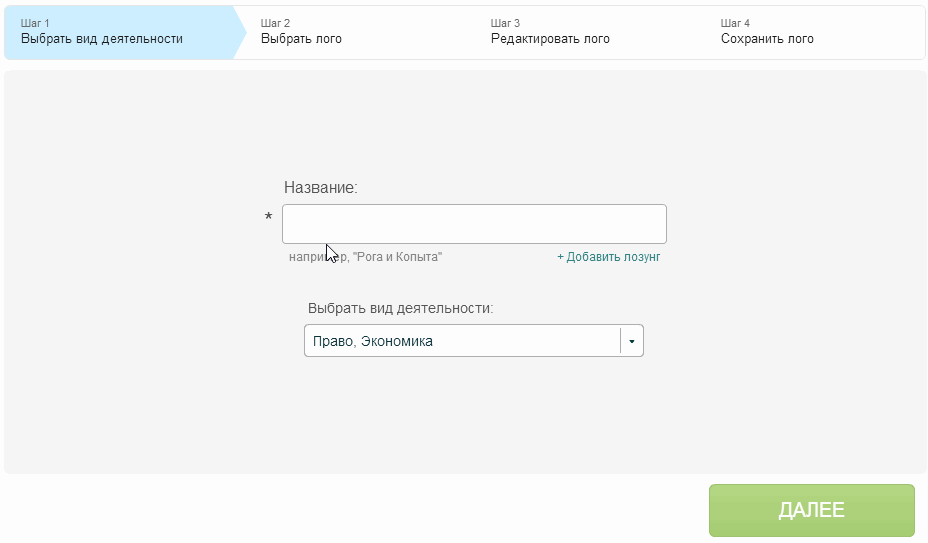 Шаг 1
Выбрать вид деятельности
Шаг 2
Выбрать лого
Шаг 3
Редактировать лого
Шаг 4
Сохранить лого
Название:
*
например, "Рога и Копыта"
+ Добавить лозунг
Выбрать вид деятельности:
Право, Экономика
ДАЛЕЕ